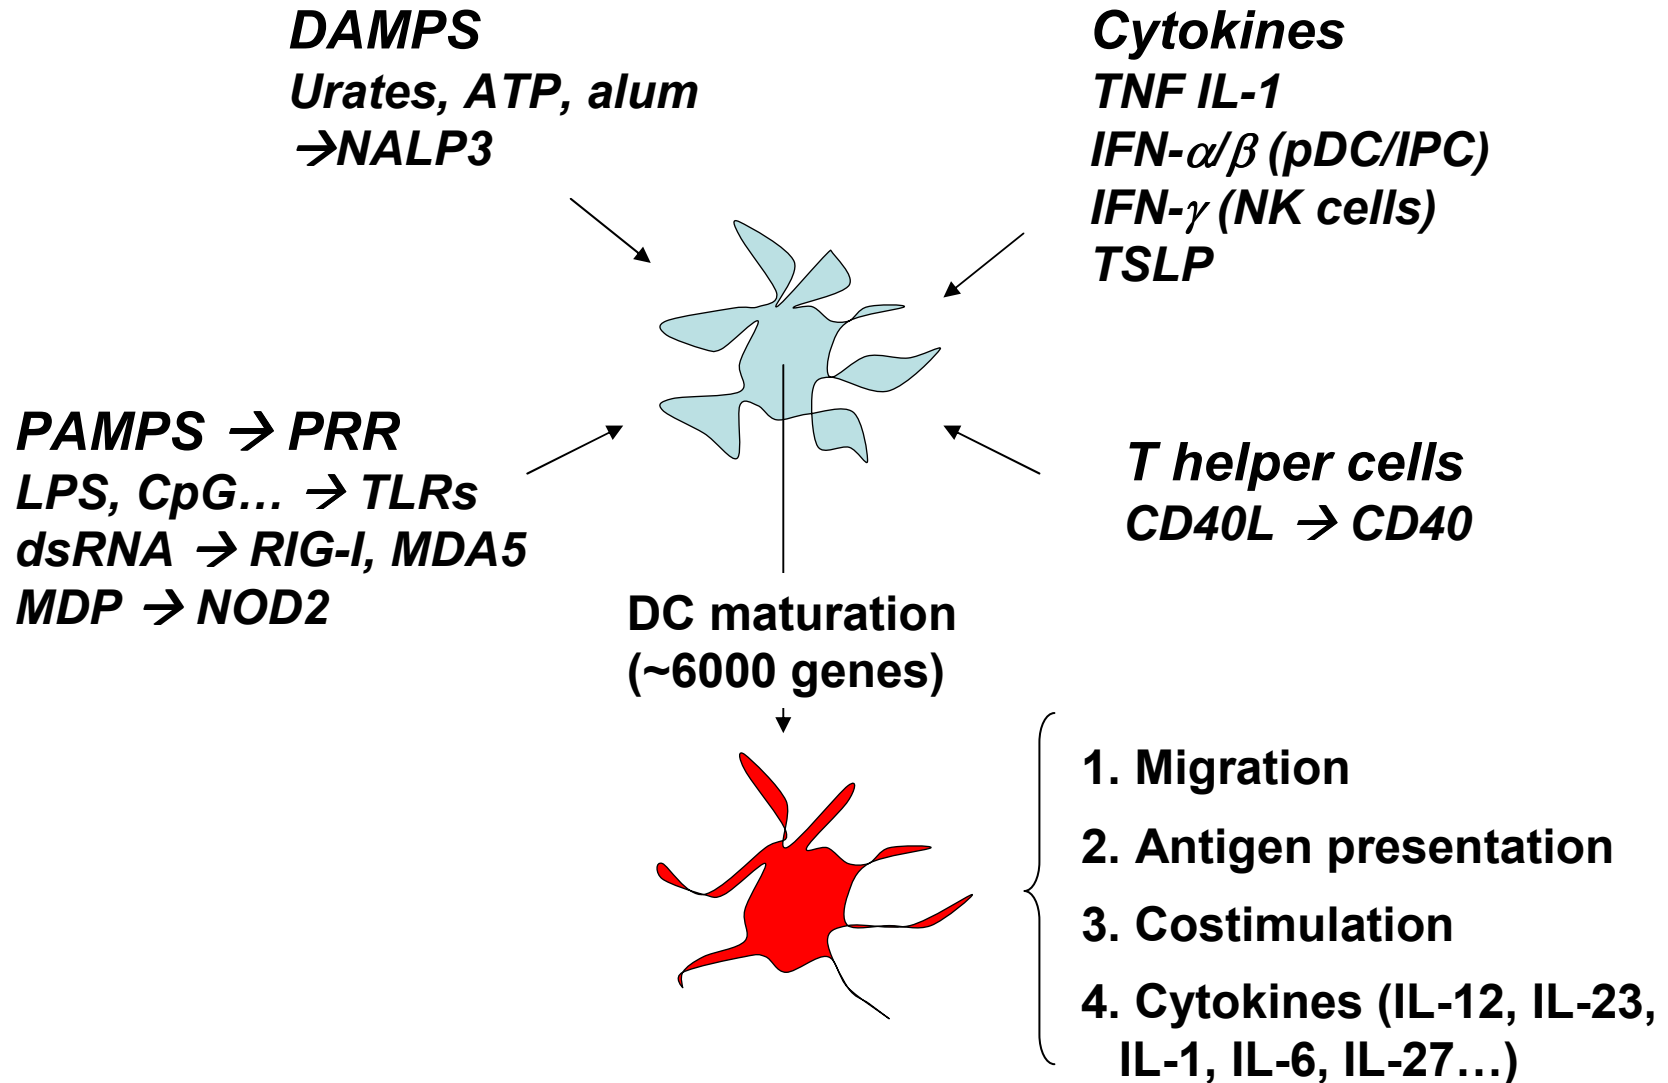 DAMPS
Urates, ATP, alum
→NALP3
Cytokines
TNF IL-1
IFN-α/β (pDC/IPC)
IFN-γ (NK cells)
TSLP
PAMPS → PRR
LPS, CpG… → TLRs
dsRNA → RIG-I, MDA5
MDP → NOD2
T helper cells
CD40L → CD40
DC maturation
(~6000 genes)
1. Migration
2. Antigen presentation
3. Costimulation
4. Cytokines (IL-12, IL-23,
IL-1, IL-6, IL-27…)